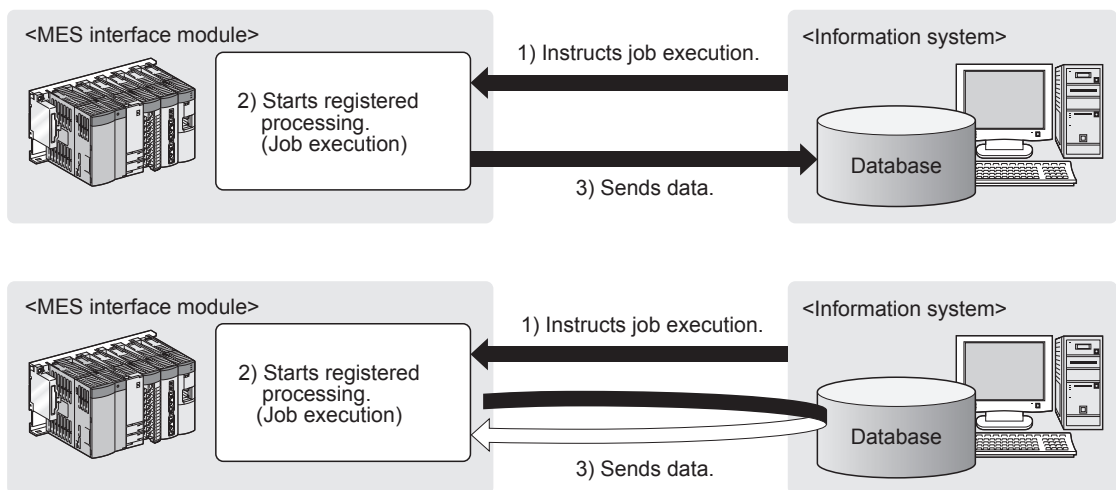 <MES interface module>
<Information system>
1) Instructs job execution.
2) Starts registered
processing.
(Job execution)
Database
3) Sends data.
<MES interface module>
<Information system>
1) Instructs job execution.
2) Starts registered
processing.
(Job execution)
Database
3) Sends data.